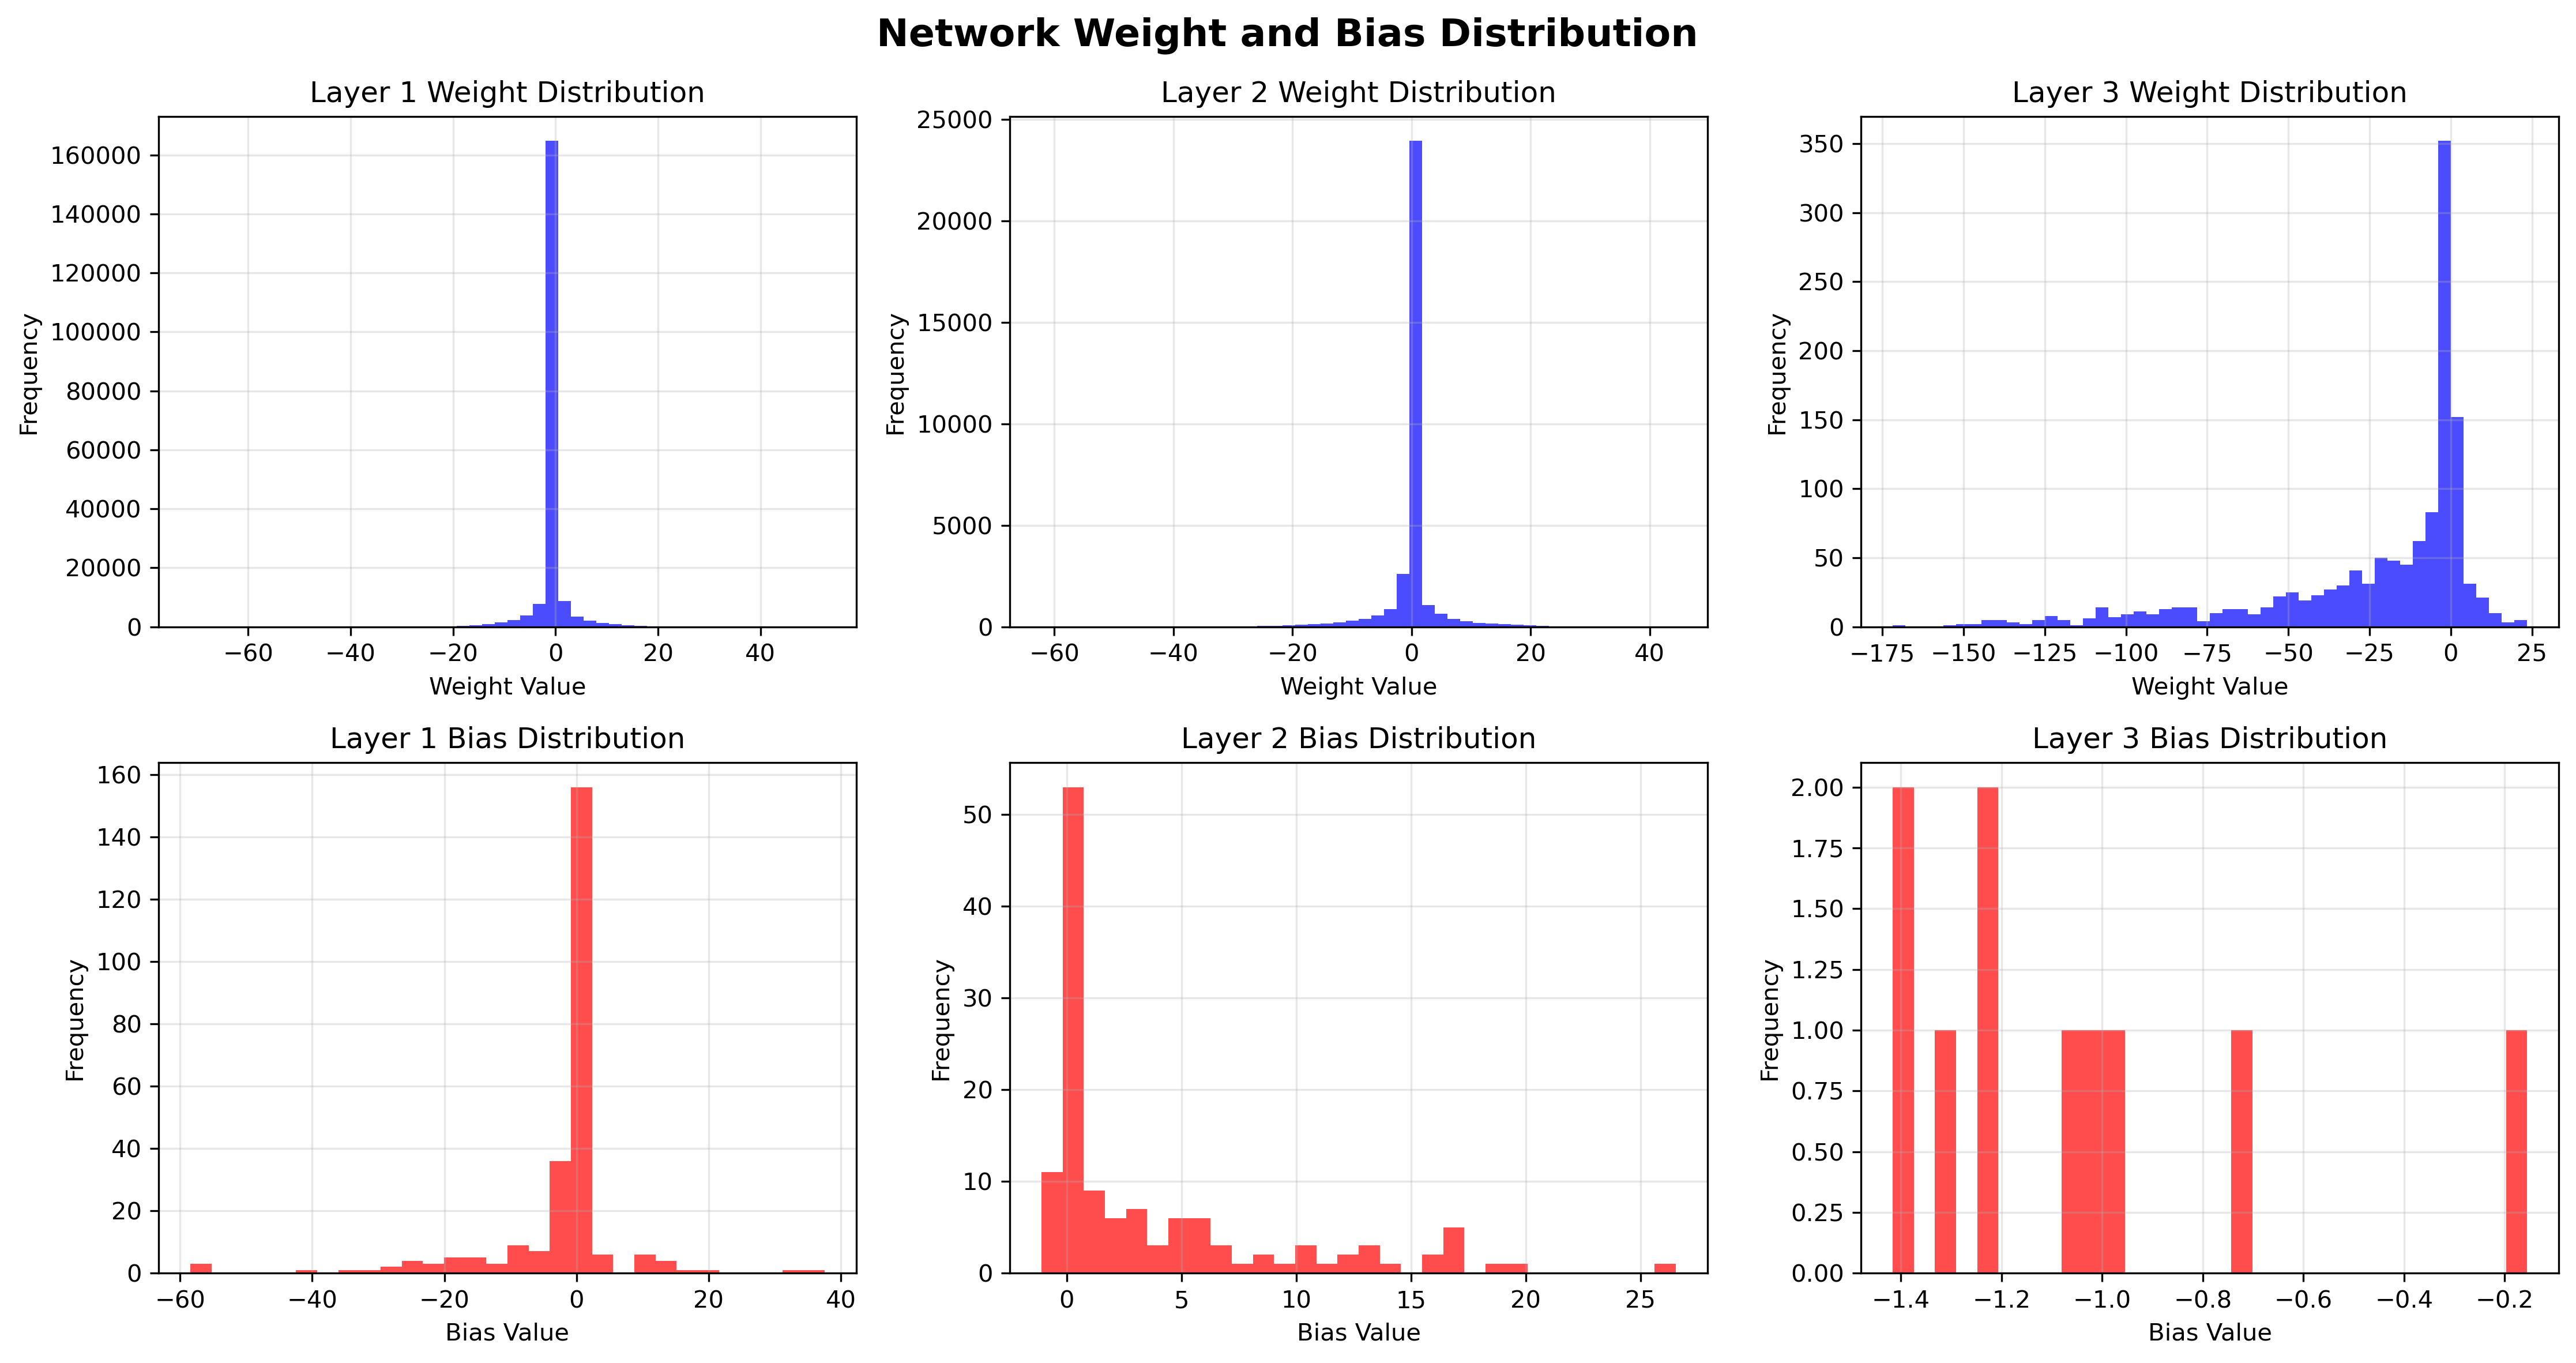 Network Weight and Bias Distribution
Layer 1 Weight Distribution
Frequency
160000
140000
120000
100000
80000
60000
40000
20000
0
−60 −40 −20 0 20 40
Weight Value
Layer 2 Weight Distribution
Frequency
25000
20000
15000
10000
5000
0
−60 −40 −20 0 20 40
Weight Value
Layer 3 Weight Distribution
Frequency
350
300
250
200
150
100
50
0
−175 −150 −125 −100 −75 −50 −25 0 25
Weight Value
Layer 1 Bias Distribution
Frequency
160
140
120
100
80
60
40
20
0
−60 −40 −20 0 20 40
Bias Value
Layer 2 Bias Distribution
Frequency
50
40
30
20
10
0
0 5 10 15 20 25
Bias Value
Layer 3 Bias Distribution
Frequency
2.00
1.75
1.50
1.25
1.00
0.75
0.50
0.25
0.00
−1.4 −1.2 −1.0 −0.8 −0.6 −0.4 −0.2
Bias Value